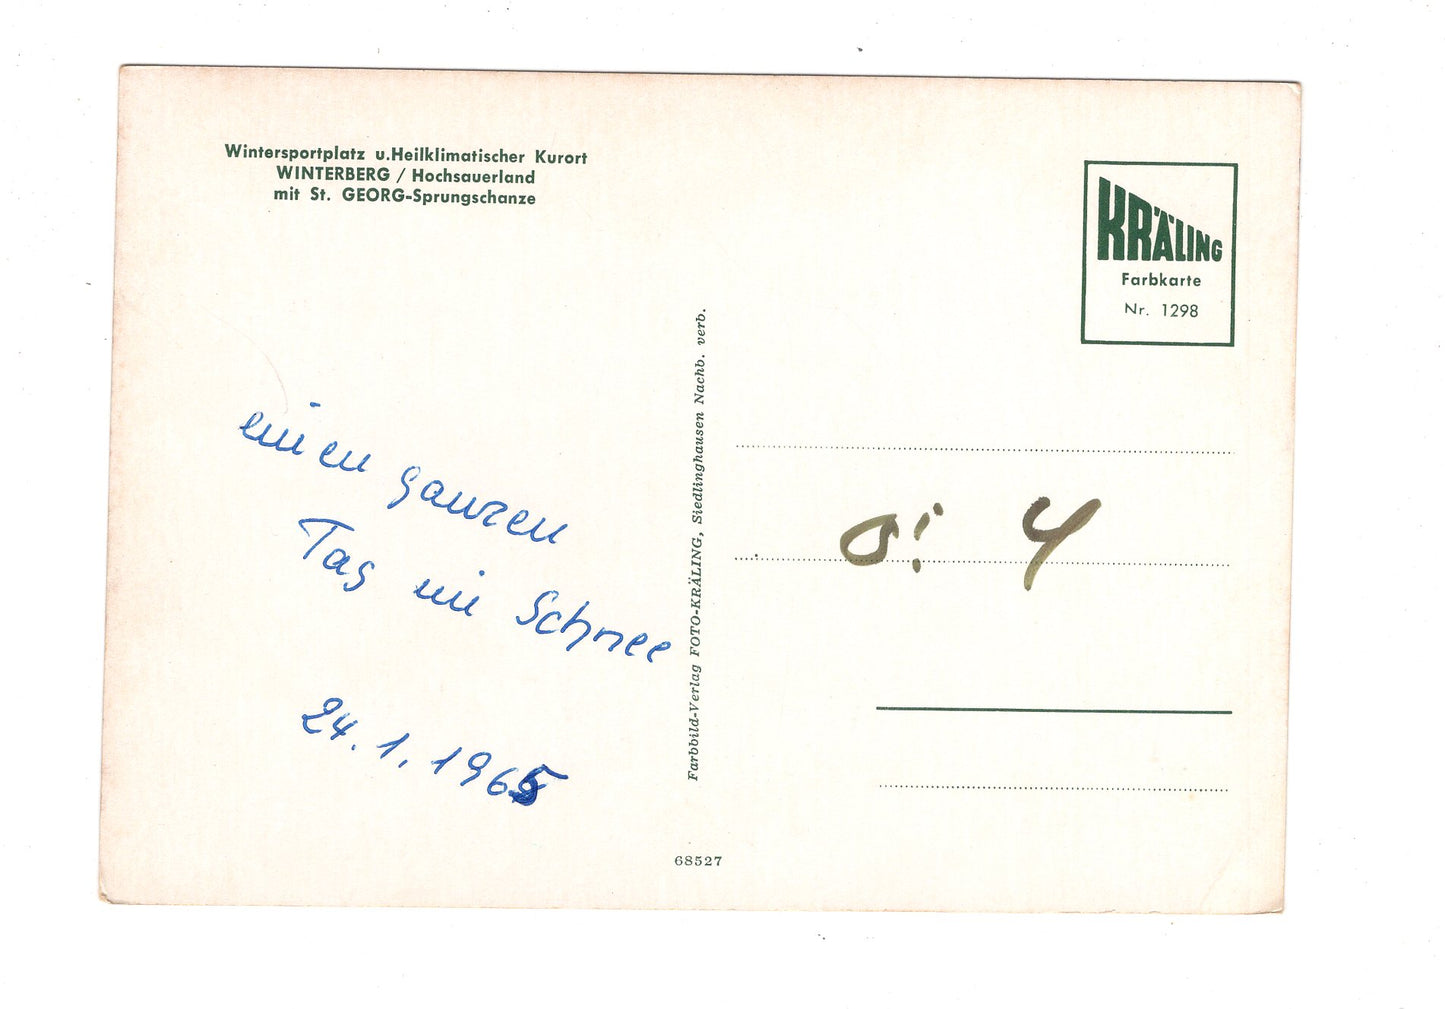 Wintersportplatz u.Heilklimatischer Kurort
WINTERBERG / Hochsauerland
mit St. GEORG-Sprungschanze
KRÄLING
Farbkarte
Nr. 1298
einen ganzen
Tag im Schnee
24.1.1965
Farbbild-Verlag FOTO-KRÄLING, Siedlinghausen Nachb. verb.
68527